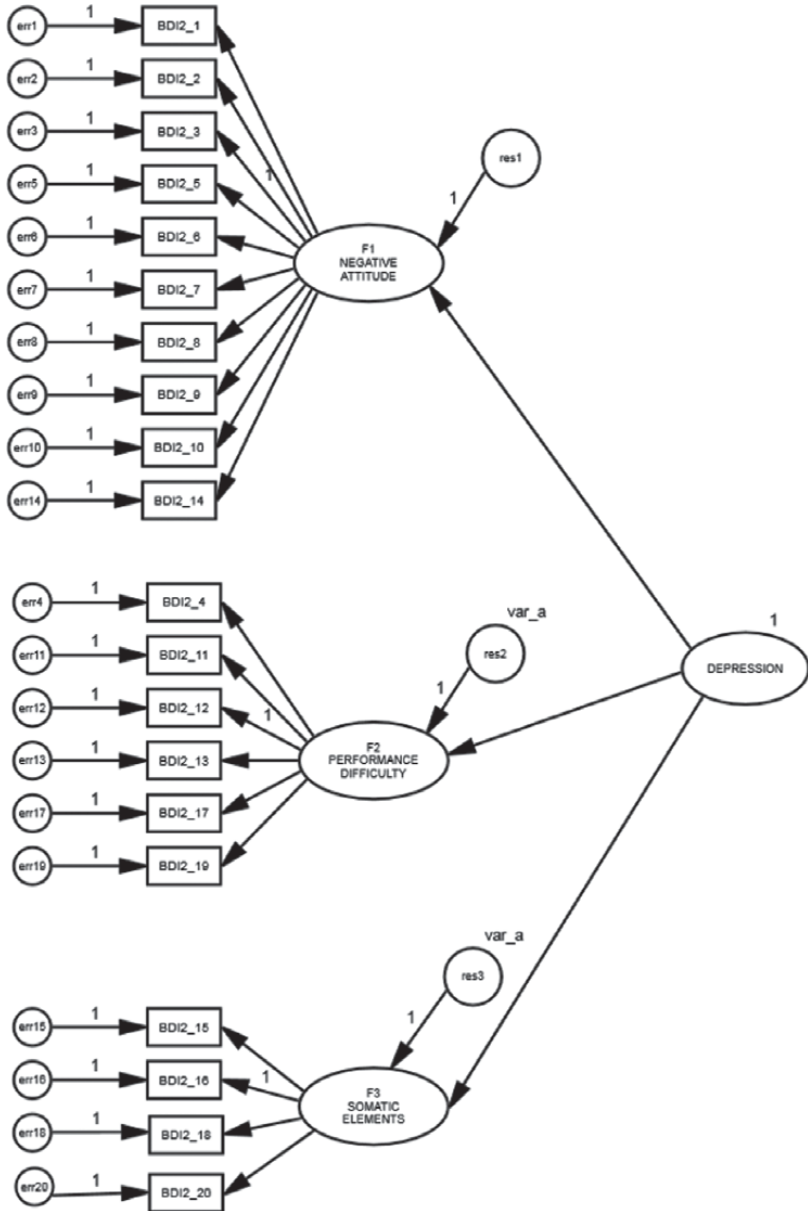 err1 1 BDI2_1
err2 1 BDI2_2
err3 1 BDI2_3
1
res1
err5 1 BDI2_5
1
err6 1 BDI2_6
F1
NEGATIVE
ATTITUDE
err7 1 BDI2_7
err8 1 BDI2_8
err9 1 BDI2_9
err10 1 BDI2_10
err14 1 BDI2_14
err4 1 BDI2_4
var_a
1
err11 1 BDI2_11
res2
DEPRESSION
err12 1 BDI2_12
1
1
err13 1 BDI2_13
F2
PERFORMANCE
DIFFICULTY
err17 1 BDI2_17
err19 1 BDI2_19
var_a
res3
err15 1 BDI2_15
1
err16 1 BDI2_16
1
F3
SOMATIC
ELEMENTS
err18 1 BDI2_18
err20 1 BDI2_20